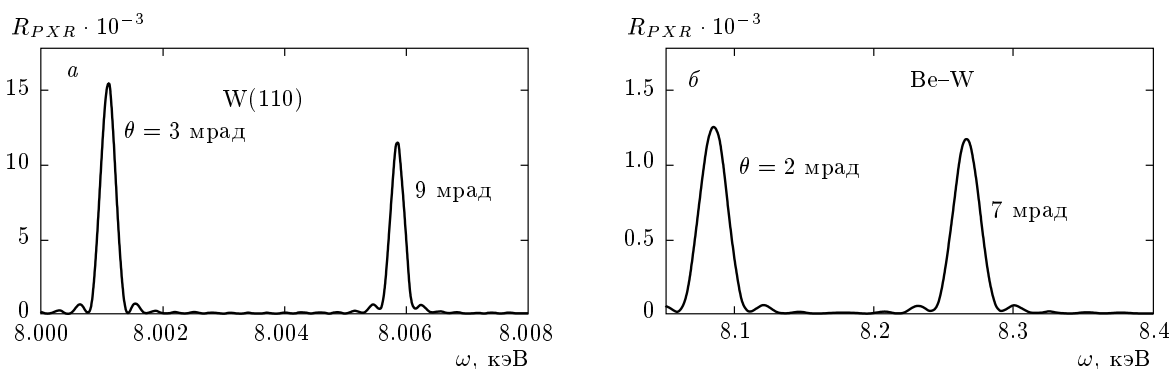 R_{PXR} · 10^{-3}
а
W(110)
θ = 3 мрад
9 мрад
15
10
5
0
8.000 8.002 8.004 8.006 8.008
ω, кэВ
R_{PXR} · 10^{-3}
б
Be–W
θ = 2 мрад
7 мрад
1.5
1.0
0.5
0
8.1 8.2 8.3 8.4
ω, кэВ